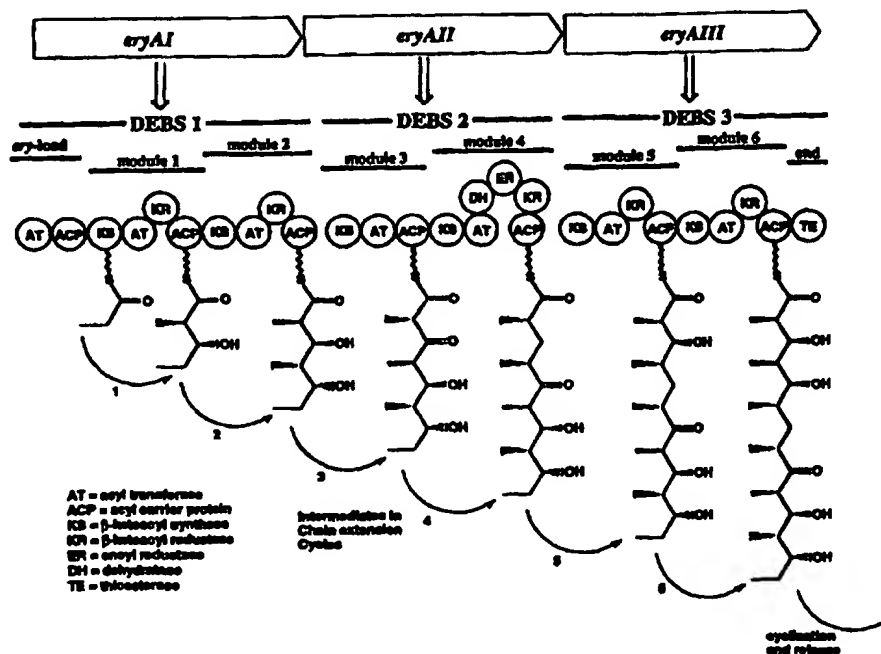 eryAI eryAII eryAIII
DEBS 1 DEBS 2 DEBS 3
ery-load module 1 module 2 module 3 module 4 module 5 module 6 end
AT ACP KS AT KR ACP KS AT KR ACP KS AT ACP KS AT DH ER KR ACP KS AT KR ACP KS AT KR ACP TE
S S S S S S S
O O O O O O O
OH OH O OH OH
OH OH O OH OH
OH OH O OH
OH OH O
OH OH
OH
1
2
3
4
5
6
AT = acyl transferase
ACP = acyl carrier protein
KS = β-ketoacyl synthase
KR = β-ketoacyl reductase
ER = enoyl reductase
DH = dehydratase
TE = thioesterase
Intermediates in
Chain extension
Cycles
cyclisation
and release